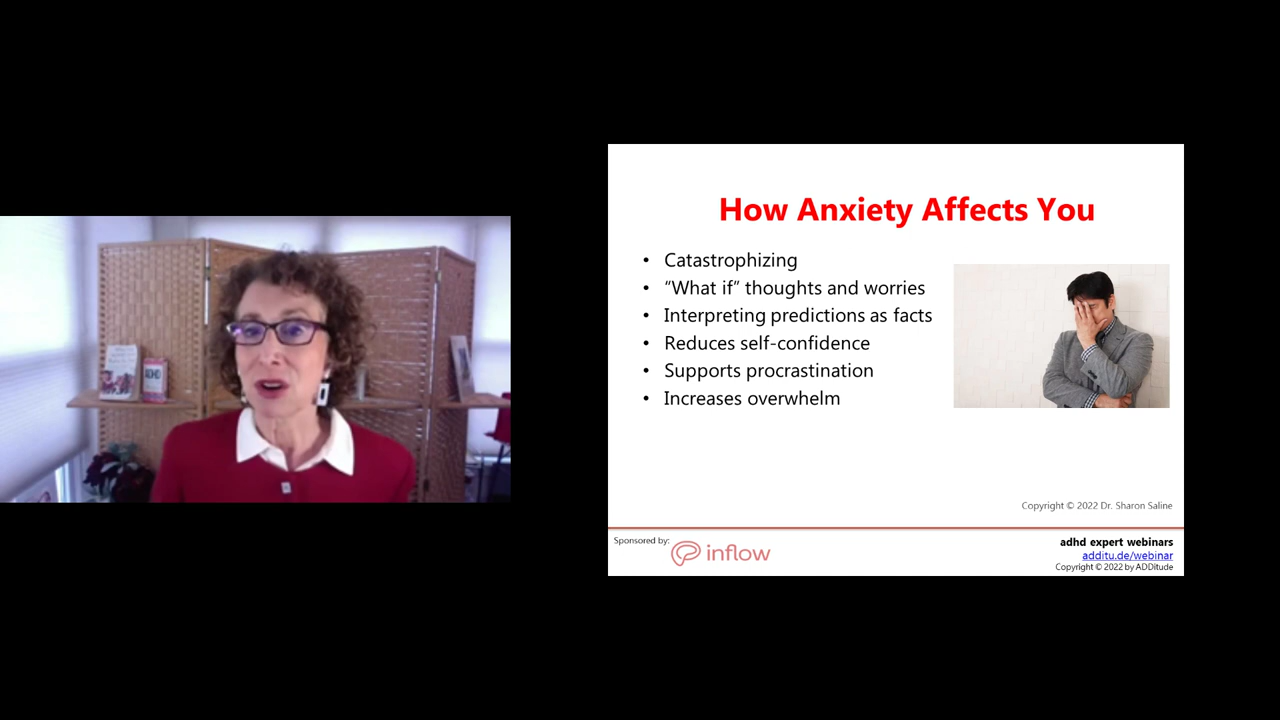 How Anxiety Affects You
• Catastrophizing
• “What if” thoughts and worries
• Interpreting predictions as facts
• Reduces self-confidence
• Supports procrastination
• Increases overwhelm
Copyright © 2022 Dr. Sharon Saline
Sponsored by:
inflow
adhd expert webinars
additu.de/webinar
Copyright © 2022 by ADDitude
ADHD